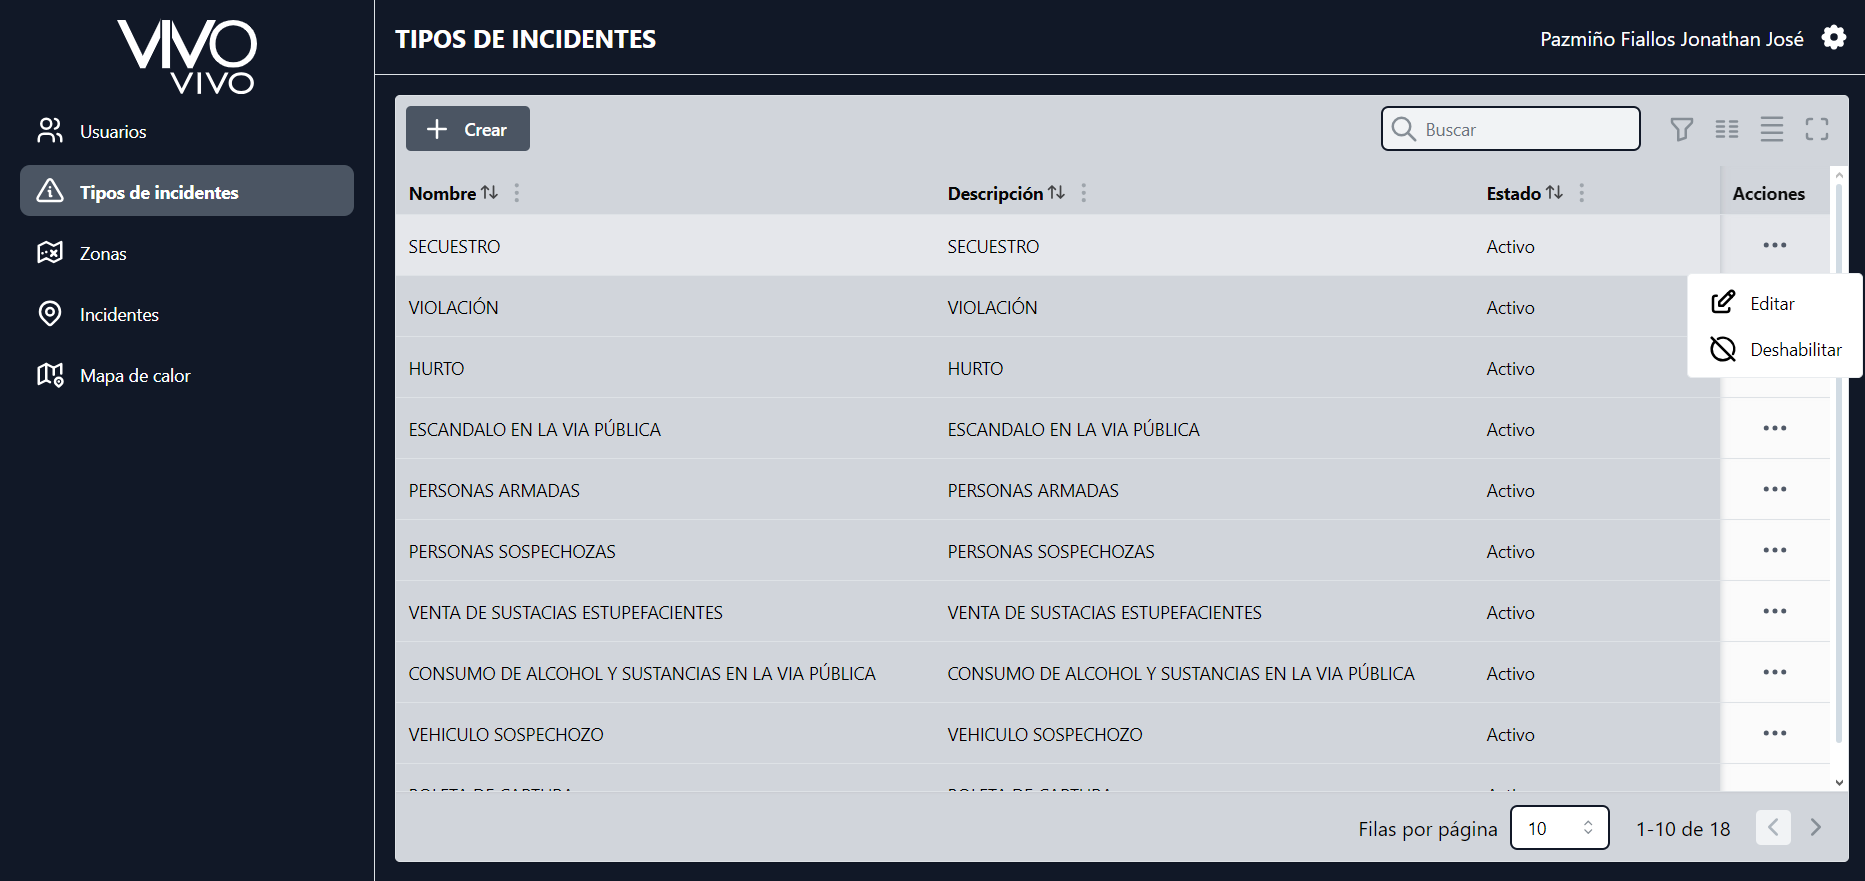 VIVO
VIVO
TIPOS DE INCIDENTES
Pazmiño Fiallos Jonathan José
Usuarios
Tipos de incidentes
Zonas
Incidentes
Mapa de calor
Crear
Buscar
Nombre Descripción Estado Acciones
SECUESTRO SECUESTRO Activo
VIOLACIÓN VIOLACIÓN Activo
Editar
Deshabilitar
HURTO HURTO Activo
ESCANDALO EN LA VIA PÚBLICA ESCANDALO EN LA VIA PÚBLICA Activo
PERSONAS ARMADAS PERSONAS ARMADAS Activo
PERSONAS SOSPECHOZAS PERSONAS SOSPECHOZAS Activo
VENTA DE SUSTACIAS ESTUPEFACIENTES VENTA DE SUSTACIAS ESTUPEFACIENTES Activo
CONSUMO DE ALCOHOL Y SUSTANCIAS EN LA VIA PÚBLICA CONSUMO DE ALCOHOL Y SUSTANCIAS EN LA VIA PÚBLICA Activo
VEHICULO SOSPECHOZO VEHICULO SOSPECHOZO Activo
Filas por página 10 1-10 de 18